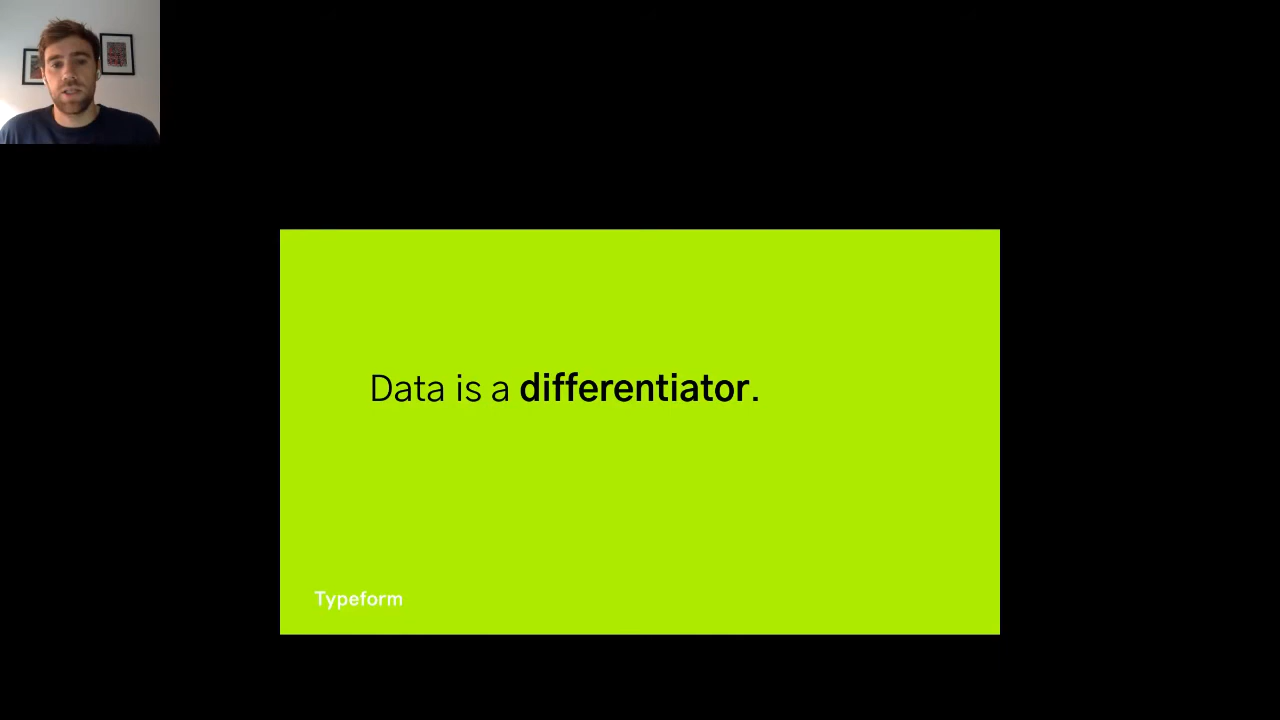 Data is a differentiator.
Typeform